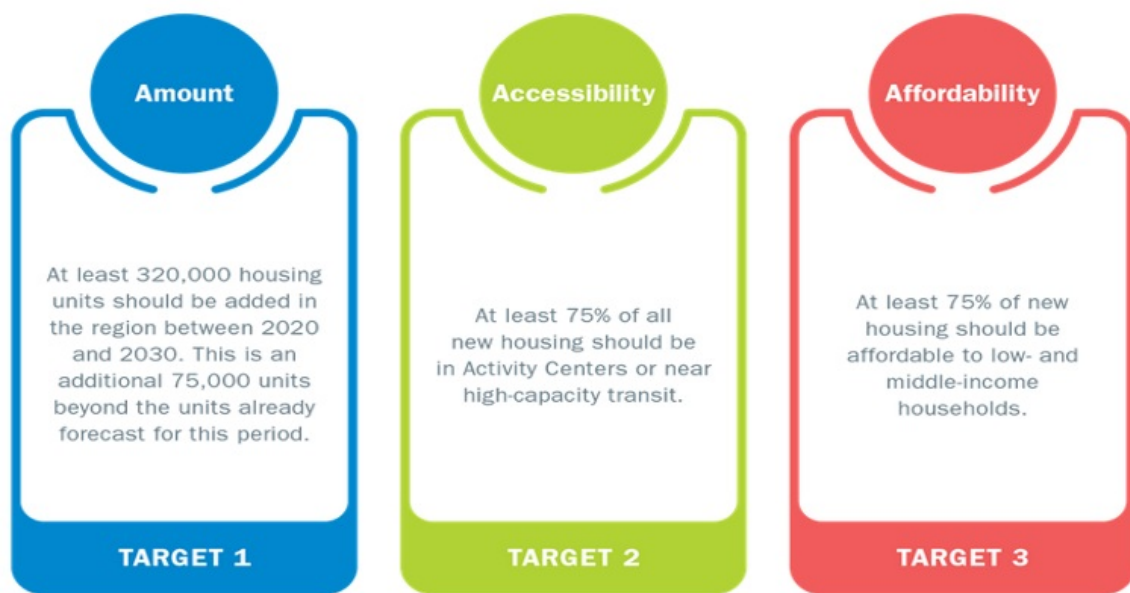 Amount
At least 320,000 housing
units should be added in
the region between 2020
and 2030. This is an
additional 75,000 units
beyond the units already
forecast for this period.
TARGET 1
Accessibility
At least 75% of all
new housing should be
in Activity Centers or near
high-capacity transit.
TARGET 2
Affordability
At least 75% of new
housing should be
affordable to low- and
middle-income
households.
TARGET 3